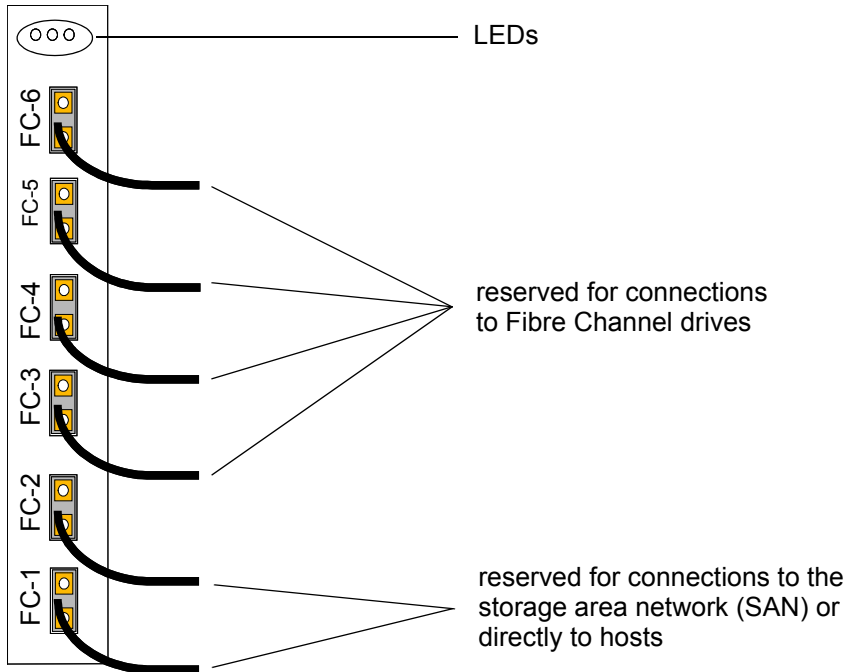 LEDs
FC-6
FC-5
FC-4
FC-3
FC-2
FC-1
reserved for connections
to Fibre Channel drives
reserved for connections to the
storage area network (SAN) or
directly to hosts